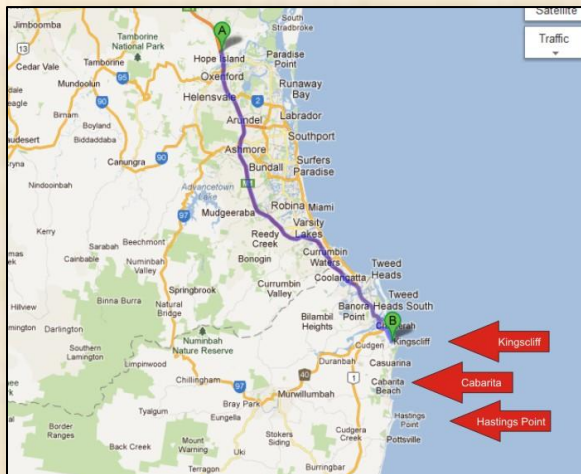 Satellite
Traffic
Jimboomba
South
Stradbroke
Tamborine
National Park
A
Hope Island
Paradise
Point
Cedar Vale
Tamborine
Oxenford
Mundoolun
Runaway
Bay
Helensvale
Birnam
Boyland
Arundel
Labrador
Biddaddaba
Southport
Ashmore
Canungra
Surfers
Paradise
Bundall
Nindooinbah
Advancetown
Lake
Robina
Miami
Mudgeeraba
Varsity
Lakes
Kerry
Beechmont
Reedy
Creek
Sarabah
Cainbable
Numinbah
Valley
Bonogin
Currumbin
Waters
Springbrook
Coolangatta
Tweed
Heads
Hillview
Binna Burra
Natural
Bridge
Currumbin
Valley
Darlington
Banora
Point
Tweed
Heads South
B
Bilambil
Heights
Numinbah
Nature Reserve
Cudgen
Kingscliff
Kingscliff
Southern
Lamington
Limpinwood
Duranbah
Casuarina
Chillingham
Cabarita
Beach
Cabarita
Murwillumbah
Bray Park
Tyalgum
Eungella
Hastings
Point
Hastings Point
Border
Ranges
Cudgera
Creek
Pottsville
Back Creek
Mount
Warning
Stokers
Siding
Terragon
Uki
Burringbar